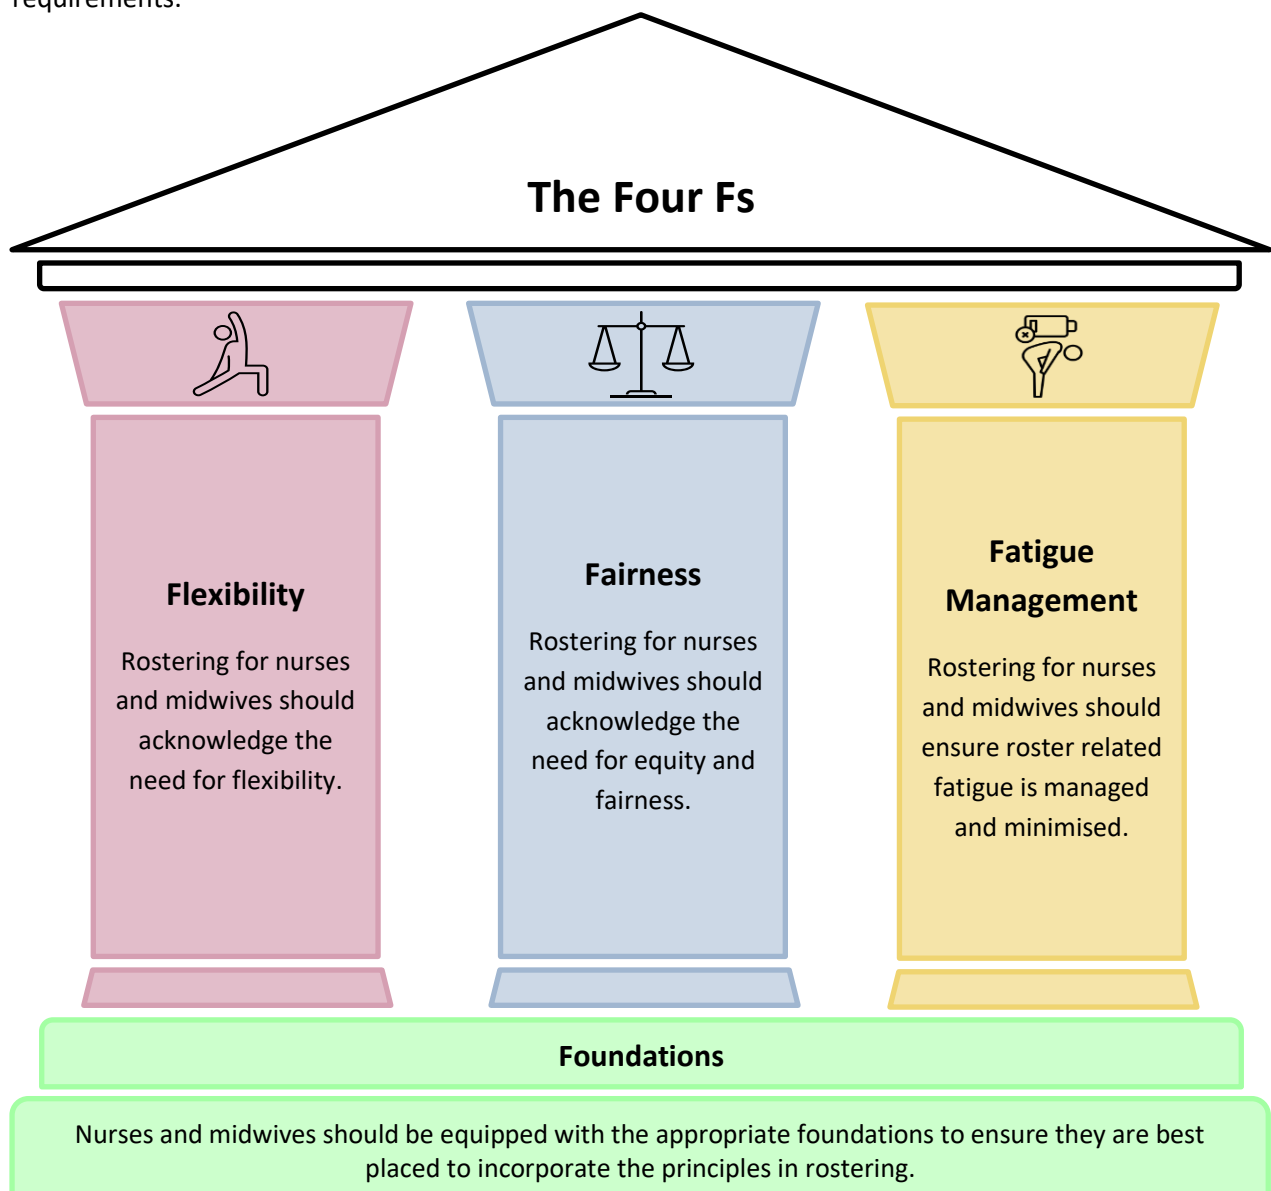 requirements.
The Four Fs
Flexibility
Rostering for nurses
and midwives should
acknowledge the
need for flexibility.
Fairness
Rostering for nurses
and midwives should
acknowledge the
need for equity and
fairness.
Fatigue
Management
Rostering for nurses
and midwives should
ensure roster related
fatigue is managed
and minimised.
Foundations
Nurses and midwives should be equipped with the appropriate foundations to ensure they are best
placed to incorporate the principles in rostering.